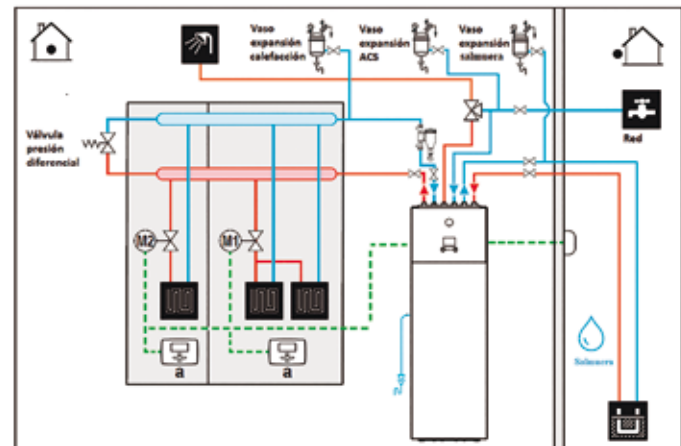 Vaso
expansión
calefacción
Vaso
expansión
ACS
Vaso
expansión
salmuera
Válvula
presión
diferencial
Red
M2
M1
a
a
Salmuera